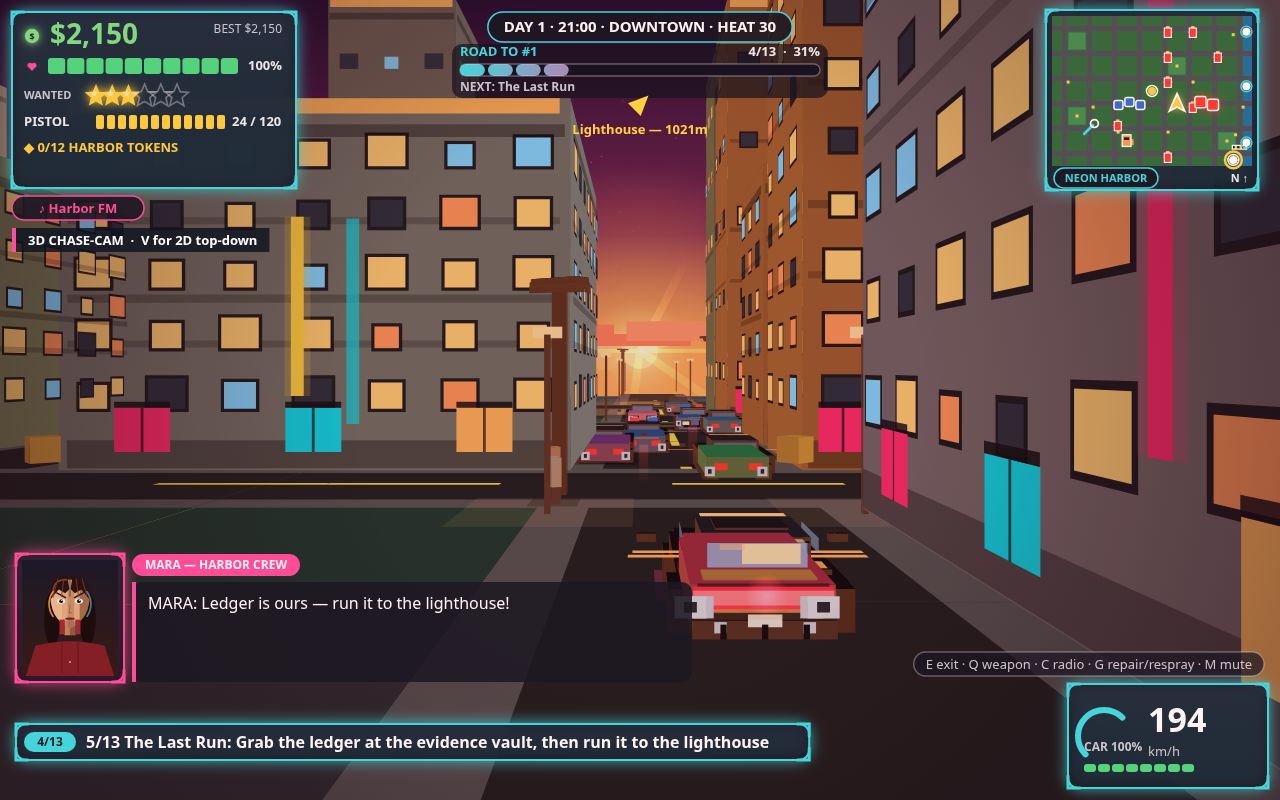 $ $2,150
BEST $2,150
100%
WANTED
PISTOL
24 / 120
◆ 0/12 HARBOR TOKENS
♪ Harbor FM
3D CHASE-CAM · V for 2D top-down
DAY 1 · 21:00 · DOWNTOWN · HEAT 30
ROAD TO #1
4/13 · 31%
NEXT: The Last Run
Lighthouse — 1021m
NEON HARBOR
N ↑
MARA — HARBOR CREW
MARA: Ledger is ours — run it to the lighthouse!
E exit · Q weapon · C radio · G repair/respray · M mute
194
CAR 100%
km/h
4/13
5/13 The Last Run: Grab the ledger at the evidence vault, then run it to the lighthouse